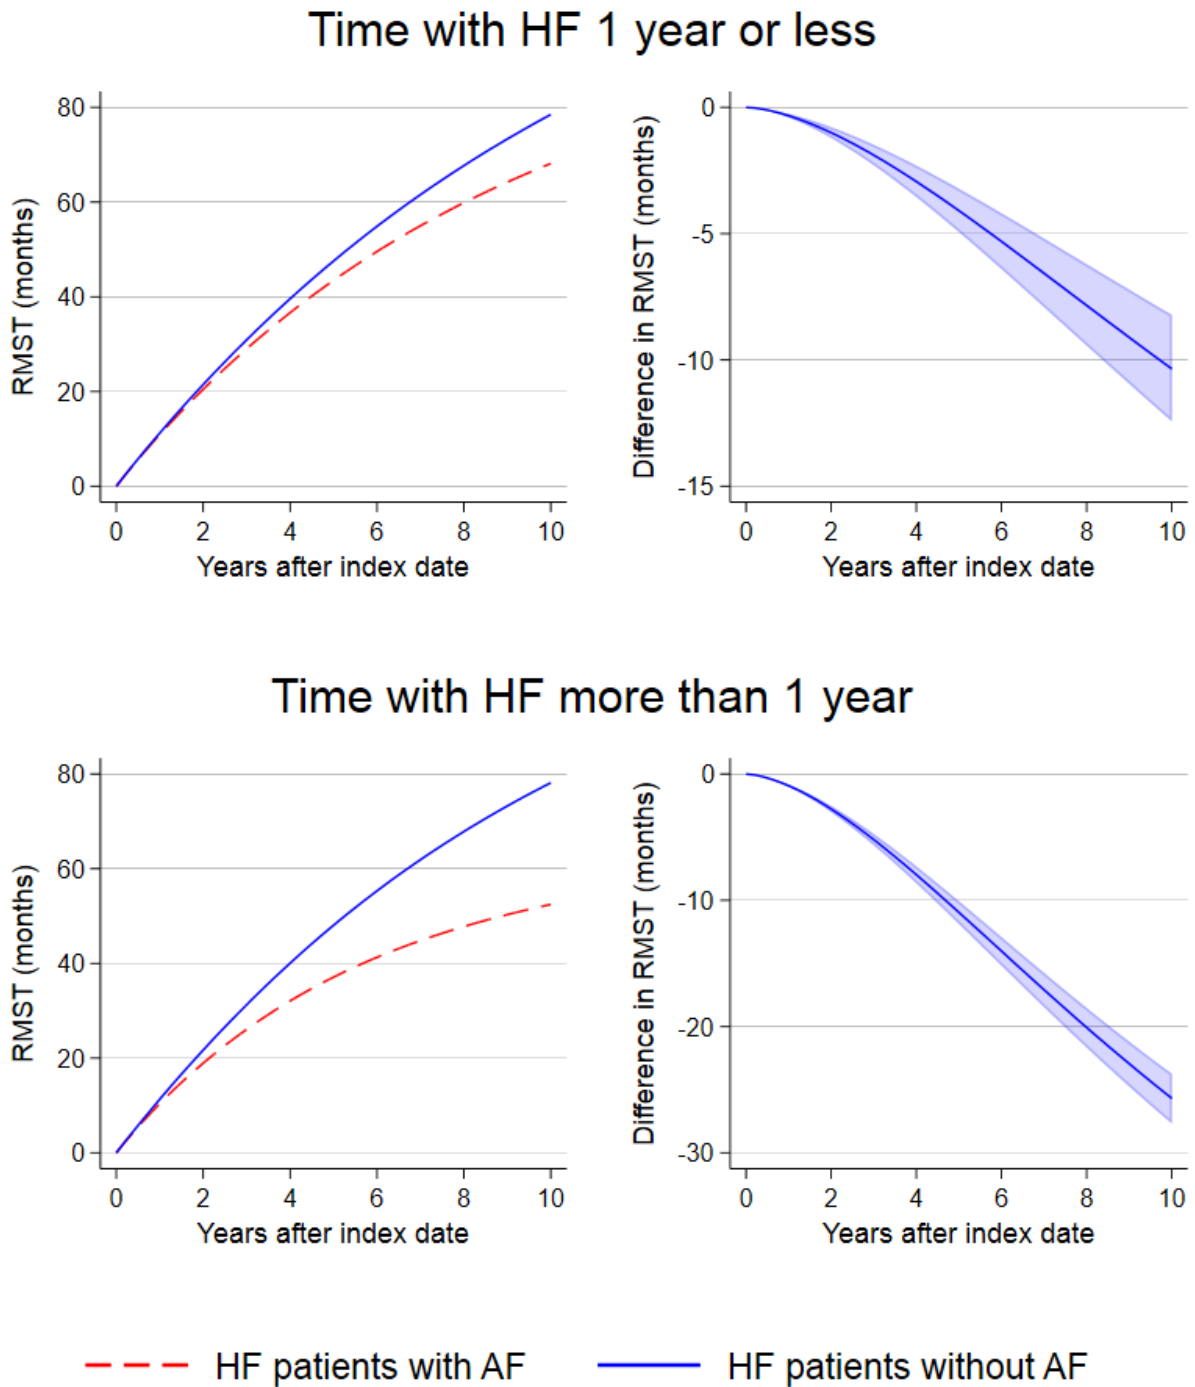 Time with HF 1 year or less
RMST (months)
80
60
40
20
0
0 2 4 6 8 10
Years after index date
Difference in RMST (months)
0
-5
-10
-15
0 2 4 6 8 10
Years after index date
Time with HF more than 1 year
RMST (months)
80
60
40
20
0
0 2 4 6 8 10
Years after index date
Difference in RMST (months)
0
-10
-20
-30
0 2 4 6 8 10
Years after index date
HF patients with AF
HF patients without AF